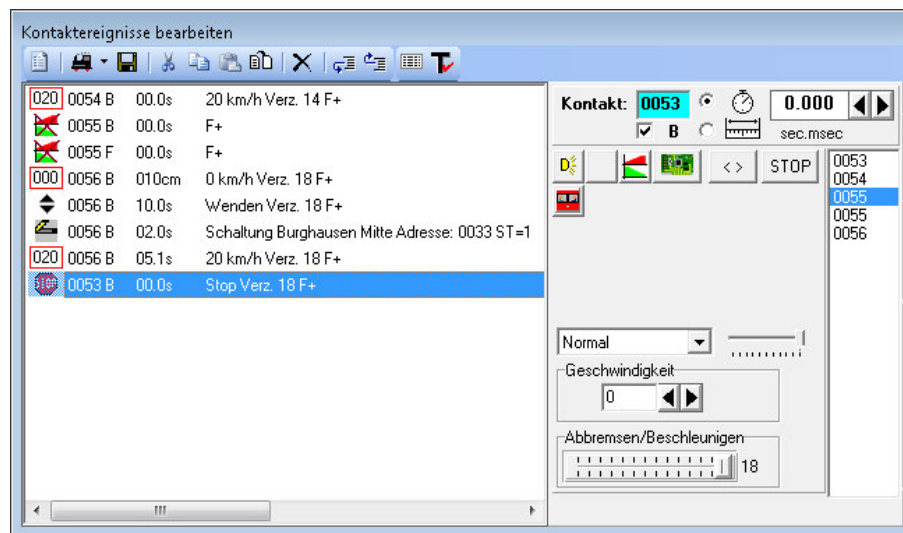 Kontaktereignisse bearbeiten
020 0054 B 00.0s 20 km/h Verz. 14 F+
0055 B 00.0s F+
0055 F 00.0s F+
000 0056 B 010cm 0 km/h Verz. 18 F+
0056 B 10.0s Wenden Verz. 18 F+
0056 B 02.0s Schaltung Burghausen Mitte Adresse: 0033 ST=1
020 0056 B 05.1s 20 km/h Verz. 18 F+
STOP 0053 B 00.0s Stop Verz. 18 F+
Kontakt: 0053 0.000
B sec.msec
D < > STOP
0053
0054
0055
0055
0056
Normal
Geschwindigkeit
0
Abbremsen/Beschleunigen
18